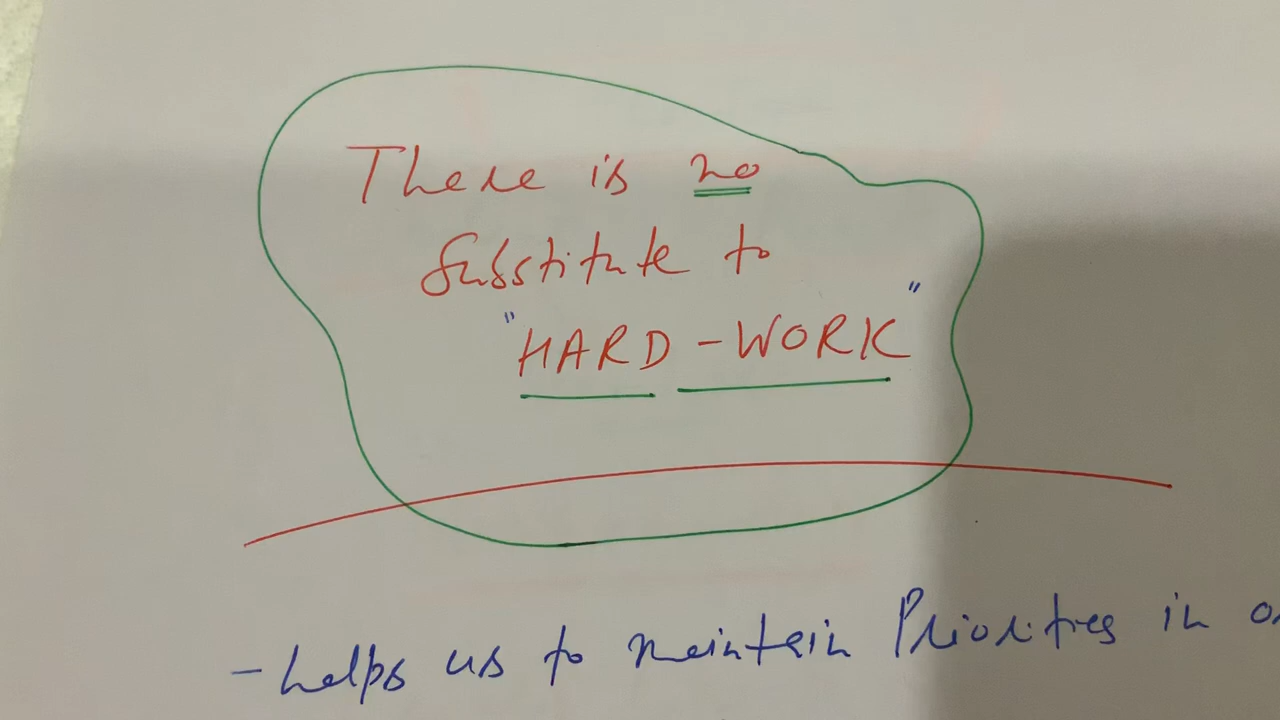 There is no
Substitute to
"HARD-WORK"
- helps us to maintain Priorities in